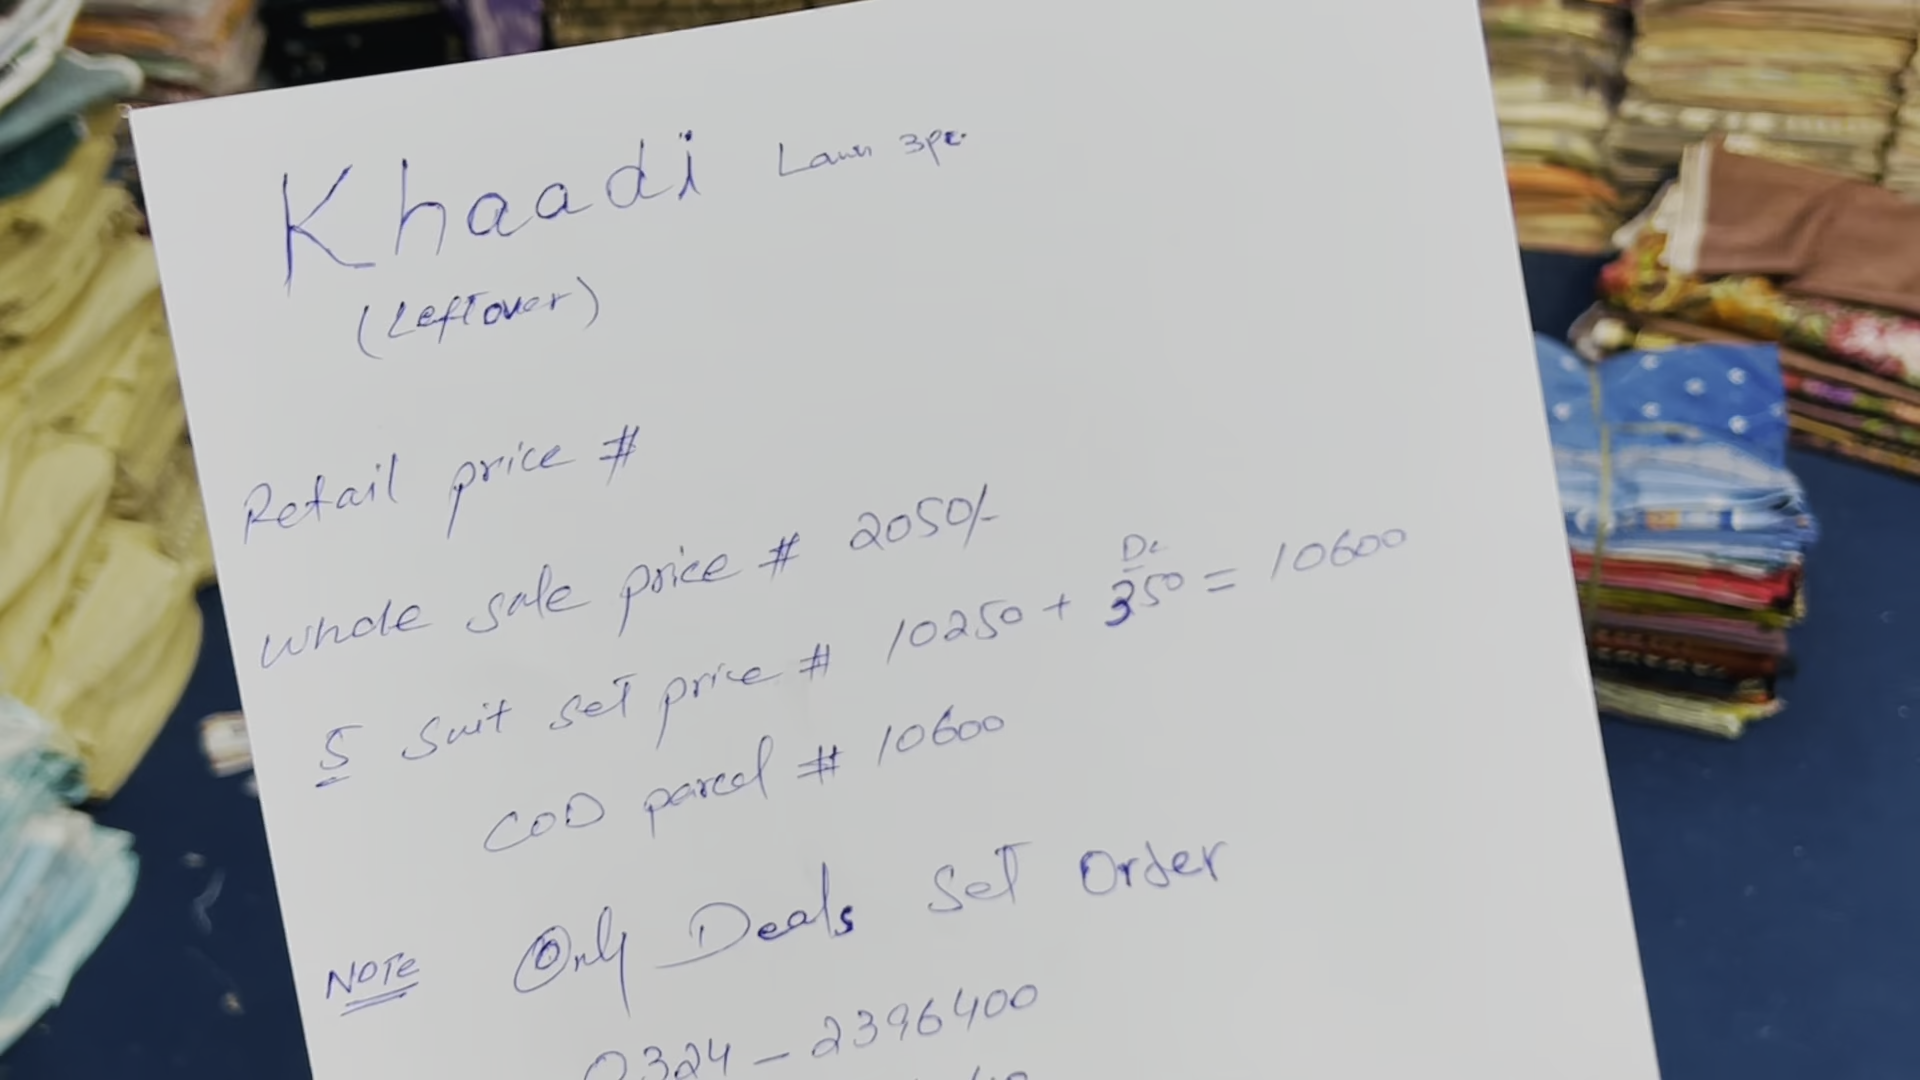 Khaadi Lawn 3pc.
(Leftover)
Retail price #
whole sale price # 2050/-
Dc
5 suit set price # 10250 + 350 = 10600
COD parcel # 10600
NOTE Only Deals Set Order
0324-2396400